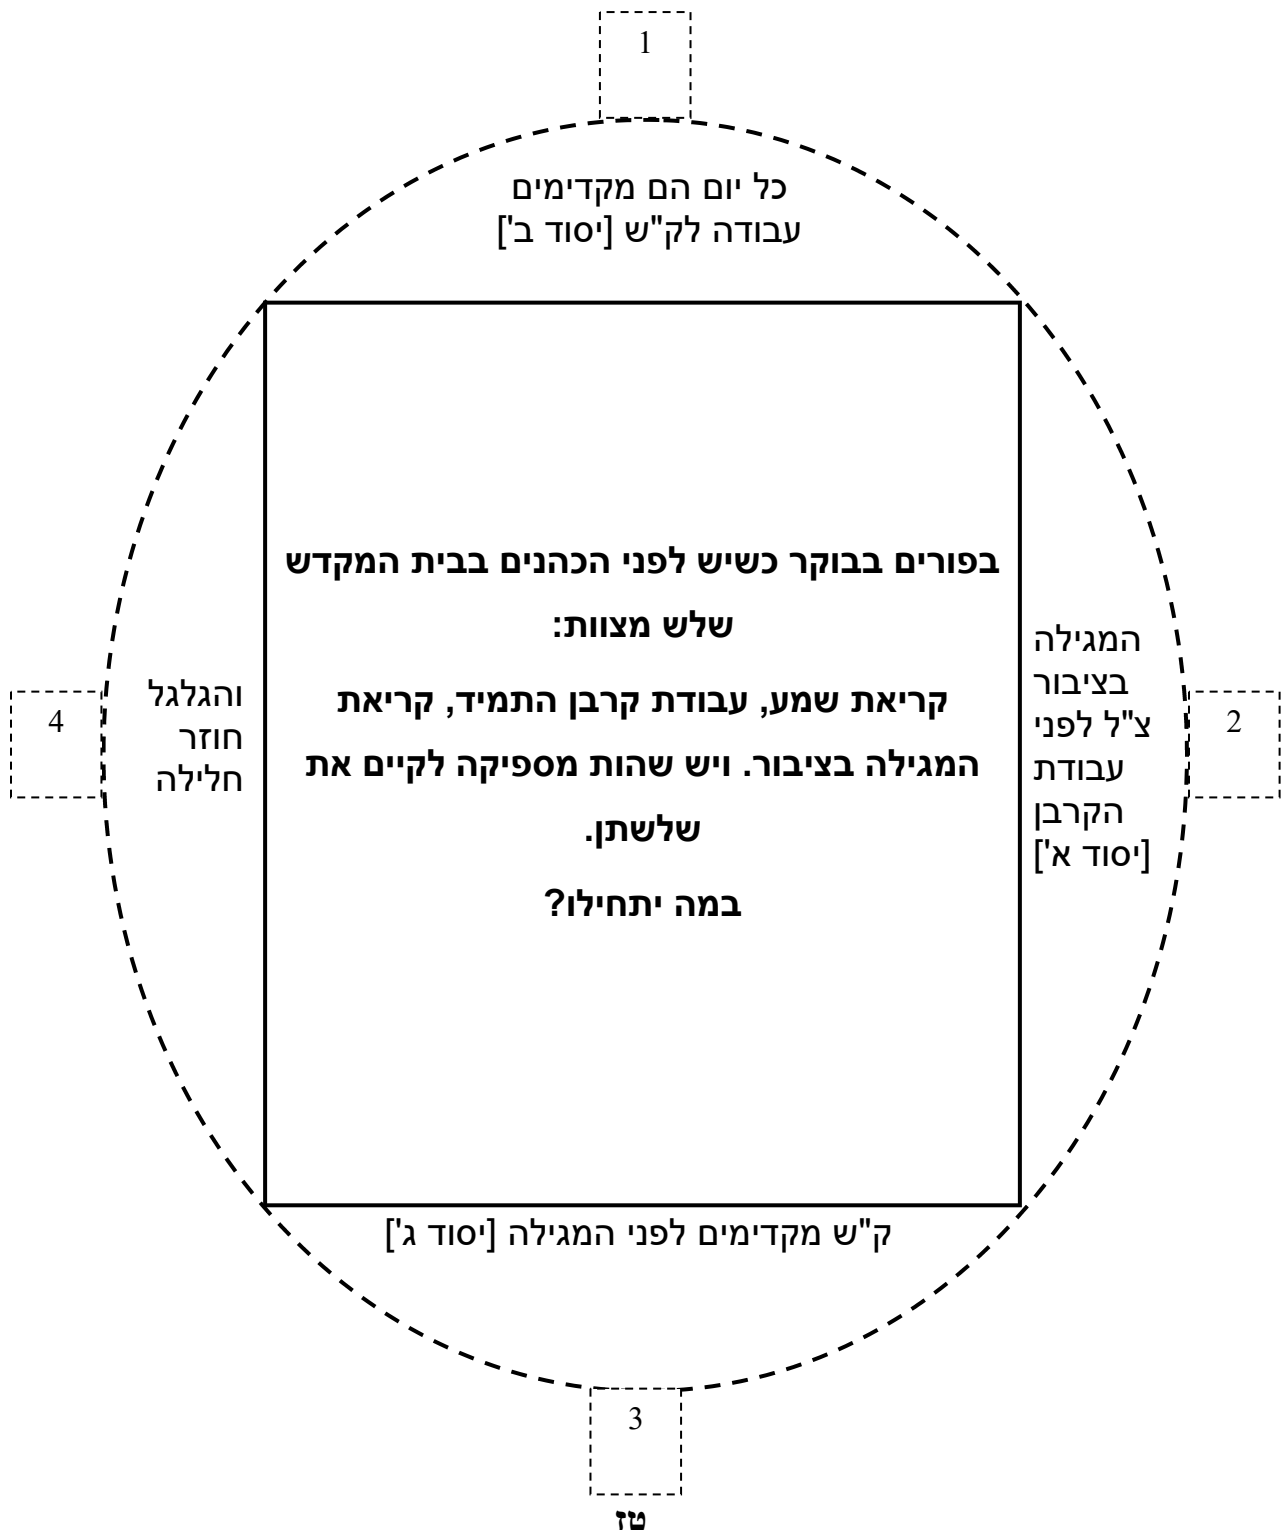 1
כל יום הם מקדימים
עבודה לק"ש [יסוד ב']
בפורים בבוקר כשיש לפני הכהנים בבית המקדש
שלש מצוות:
קריאת שמע, עבודת קרבן התמיד, קריאת
המגילה בציבור. ויש שהות מספיקה לקיים את
שלשתן.
במה יתחילו?
המגילה
בציבור
צ"ל לפני
עבודת
הקרבן
[יסוד א']
2
ק"ש מקדימים לפני המגילה [יסוד ג']
3
והגלגל
חוזר
חלילה
4
טז